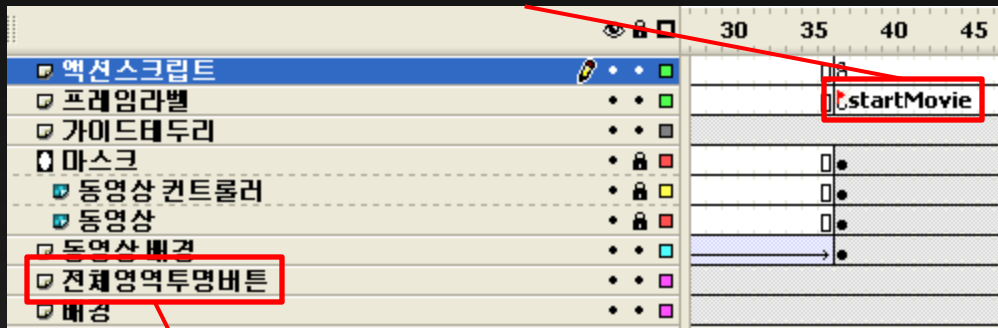 30 35 40 45
액션스크립트
프레임라벨
startMovie
가이드테두리
마스크
동영상 컨트롤러
동영상
동영상 배경
전체영역투명버튼
배경